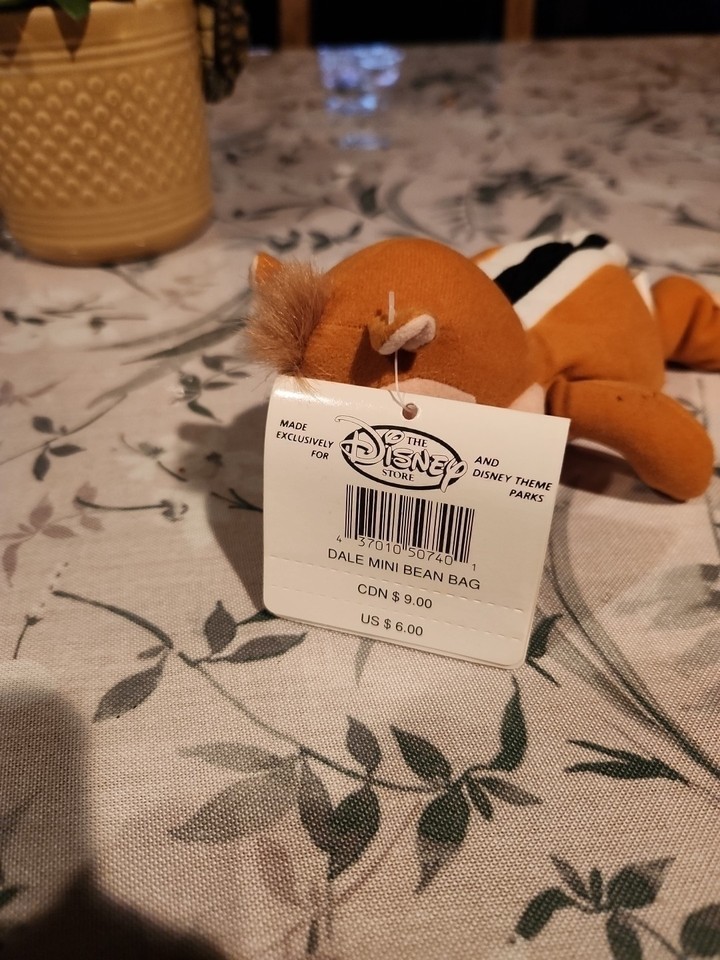 MADE
EXCLUSIVELY
FOR
THE
DISNEY
STORE
AND
DISNEY THEME
PARKS
4 37010 50740 1
DALE MINI BEAN BAG
CDN $ 9.00
US $ 6.00